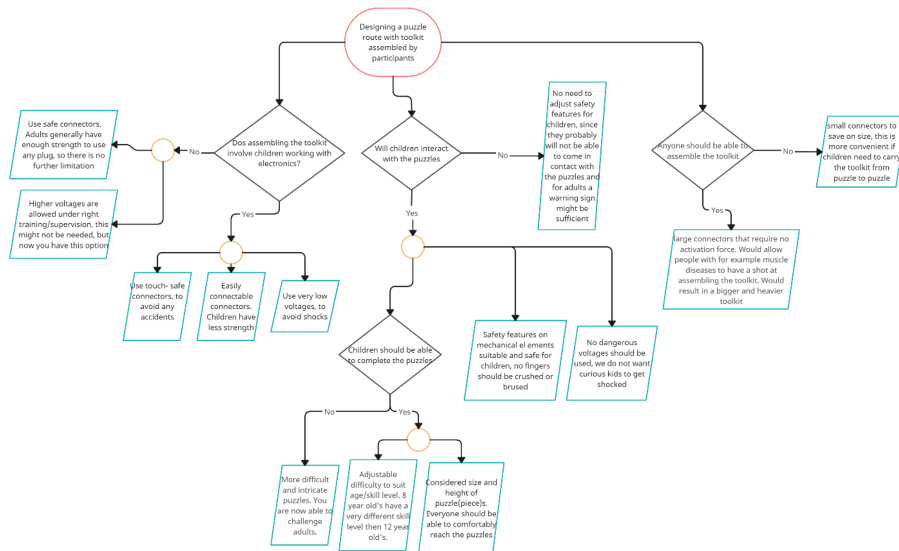 Designing a puzzle
route with toolkit
assembled by
participants
Dos assembling the toolkit
involve children working with
electronics?
No
Use safe connectors.
Adults generally have
enough strength to use
any plug, so there is no
further limitation
Higher voltages are
allowed under right
training/supervision, this
might not be needed, but
now you have this option
Yes
Use touch- safe
connectors, to
avoid any
accidents
Easily
connectable
connectors.
Children have
less strength
Use very low
voltages, to
avoid shocks
Will children interact
with the puzzles
No
No need to
adjust safety
features for
children, since
they probably
will not be able
to come in
contact with
the puzzles and
for adults a
warning sign
might be
sufficient
Yes
Children should be able
to complete the puzzles
Safety features on
mechanical el ements
suitable and safe for
children, no fingers
should be crushed or
brused
No dangerous
voltages should be
used, we do not want
curious kids to get
shocked
No
Yes
More difficult
and intricate
puzzles. You
are now able to
challenge
adults.
Adjustable
difficulty to suit
age/skill level. 8
year old's have a
very different skill
level then 12 year
old's.
Considered size and
height of
puzzle(piece)s.
Everyone should be
able to comfortably
reach the puzzles
Anyone should be able to
assemble the toolkit
No
small connectors to
save on size, this is
more convenient if
children need to carry
the toolkit from
puzzle to puzzle
Yes
large connectors that require no
activation force. Would allow
people with for example muscle
diseases to have a shot at
assembling the toolkit. Would
result in a bigger and heavier
toolkit